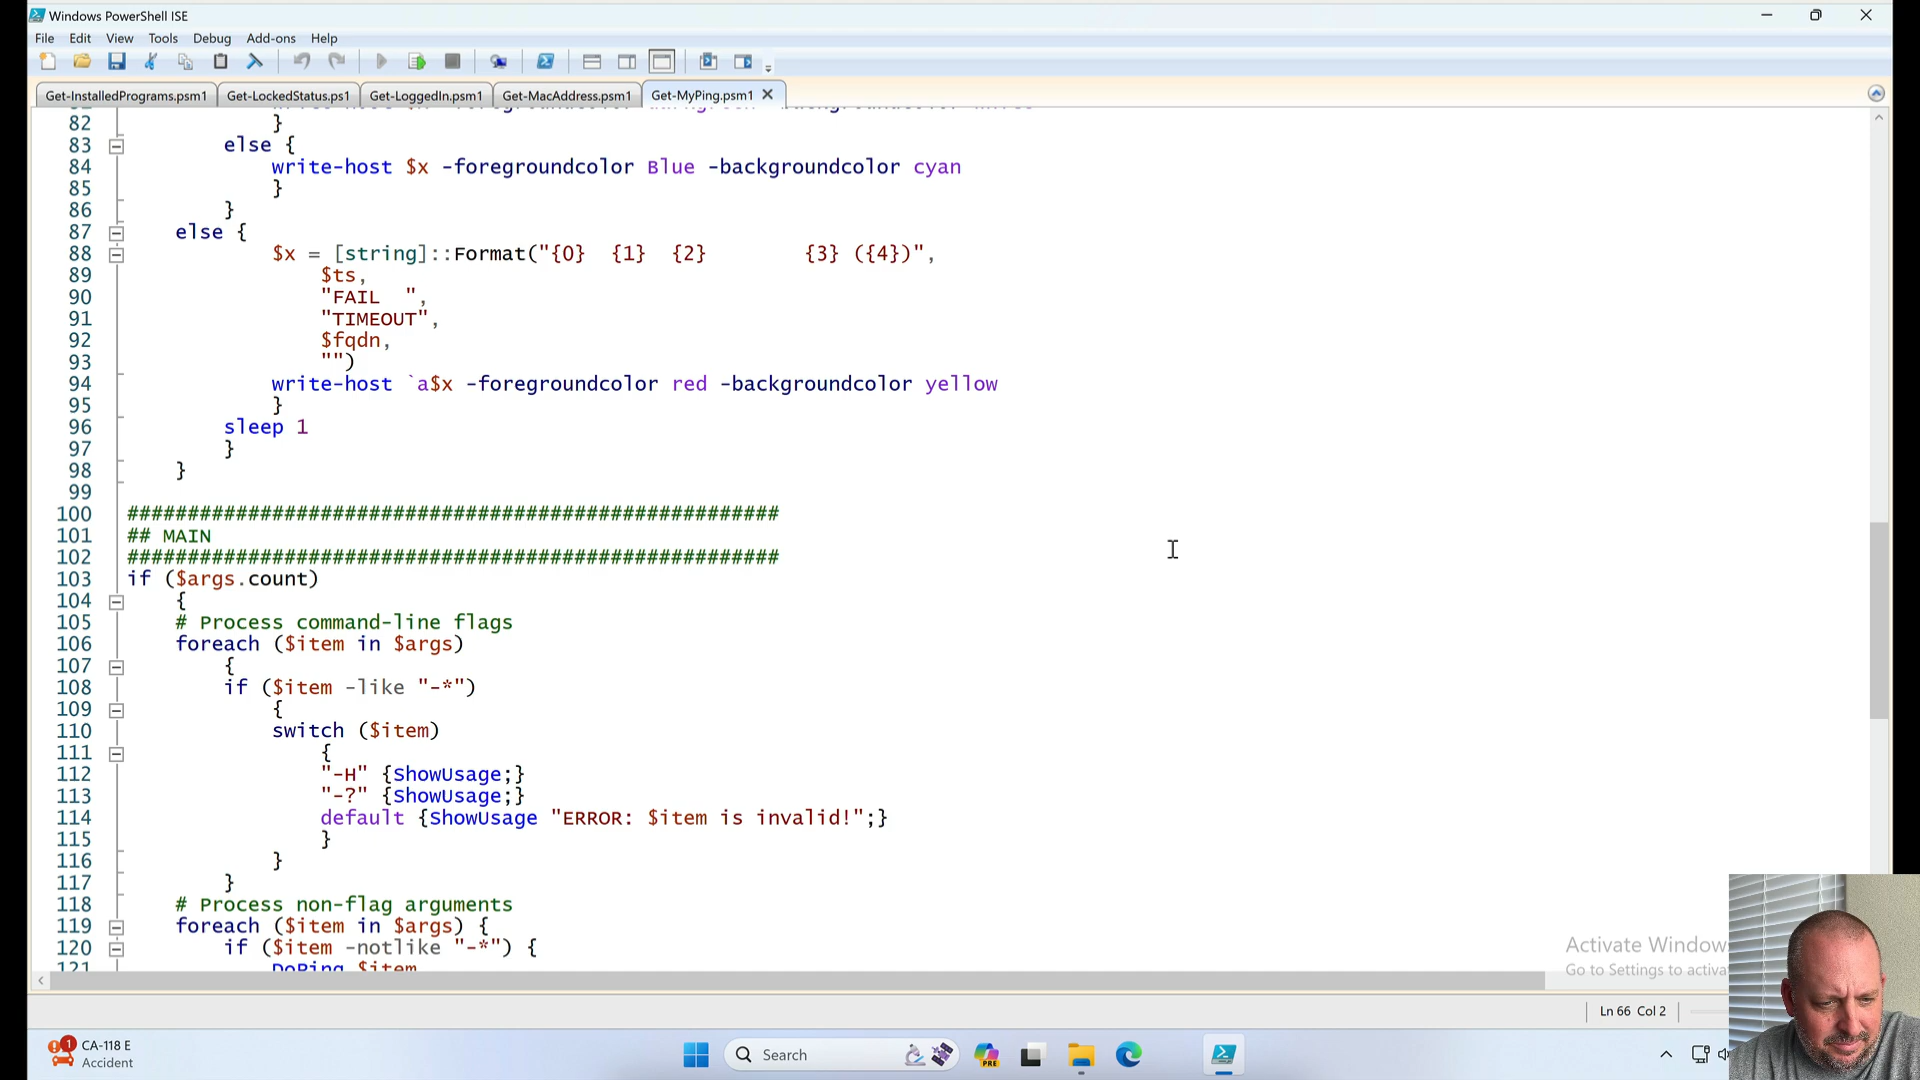 Windows PowerShell ISE
File Edit View Tools Debug Add-ons Help
Get-InstalledPrograms.psm1 Get-LockedStatus.ps1 Get-LoggedIn.psm1 Get-MacAddress.psm1 Get-MyPing.psm1
82 }
83 else {
84 write-host $x -foregroundcolor Blue -backgroundcolor cyan
85 }
86 }
87 else {
88 $x = [string]::Format("{0}  {1}  {2}        {3} ({4})",
89 $ts,
90 "FAIL  ",
91 "TIMEOUT",
92 $fqdn,
93 "")
94 write-host `a$x -foregroundcolor red -backgroundcolor yellow
95 }
96 sleep 1
97 }
98 }
99
100 ######################################################
101 ## MAIN
102 ######################################################
103 if ($args.count)
104 {
105 # Process command-line flags
106 foreach ($item in $args)
107 {
108 if ($item -like "-*")
109 {
110 switch ($item)
111 {
112 "-H" {ShowUsage;}
113 "-?" {ShowUsage;}
114 default {ShowUsage "ERROR: $item is invalid!";}
115 }
116 }
117 }
118 # Process non-flag arguments
119 foreach ($item in $args) {
120 if ($item -notlike "-*") {
121 DoPing $item
Activate Window
Go to Settings to activa
Ln 66 Col 2
1 CA-118 E
Accident
Search
PRE